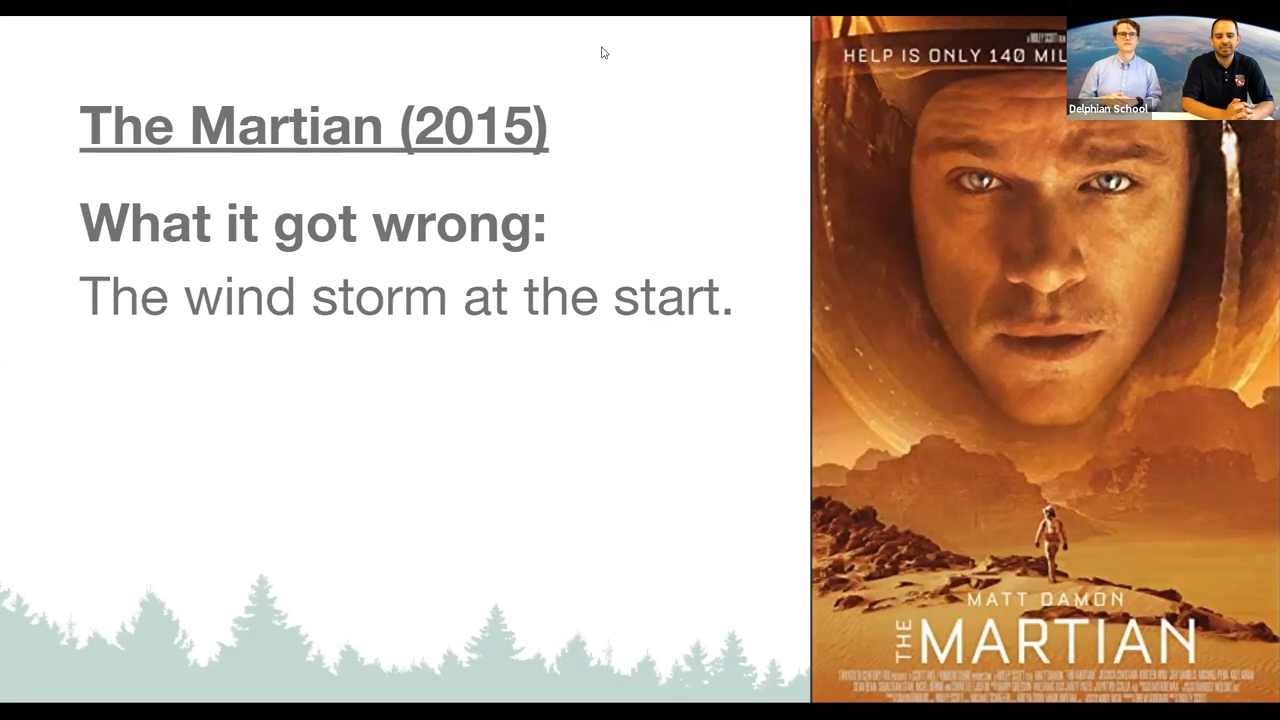 The Martian (2015)
What it got wrong:
The wind storm at the start.
HELP IS ONLY 140 MIL
Delphian School
MATT DAMON
THE MARTIAN